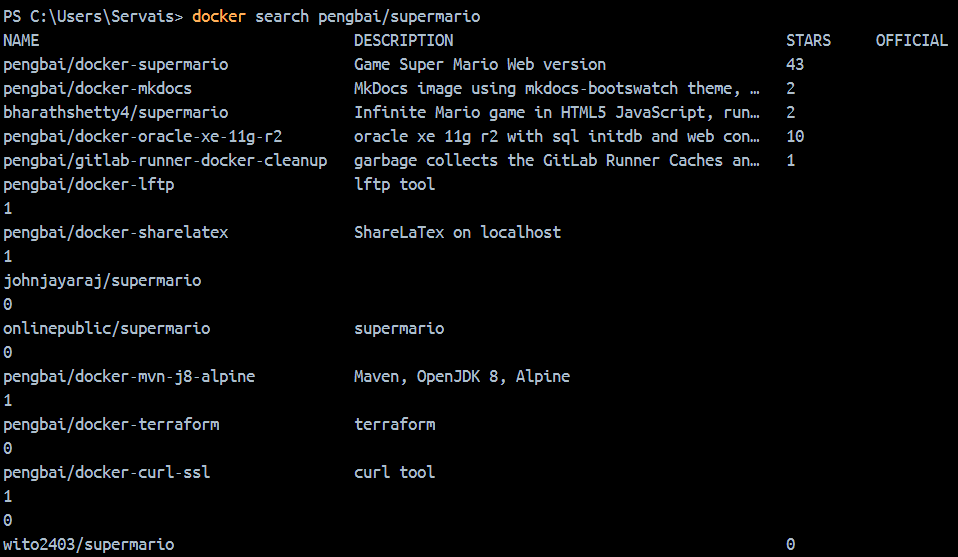 PS C:\Users\Servais> docker search pengbai/supermario
NAME DESCRIPTION STARS OFFICIAL
pengbai/docker-supermario Game Super Mario Web version 43
pengbai/docker-mkdocs MkDocs image using mkdocs-bootswatch theme, … 2
bharathshetty4/supermario Infinite Mario game in HTML5 JavaScript, run… 2
pengbai/docker-oracle-xe-11g-r2 oracle xe 11g r2 with sql initdb and web con… 10
pengbai/gitlab-runner-docker-cleanup garbage collects the GitLab Runner Caches an… 1
pengbai/docker-lftp lftp tool
1
pengbai/docker-sharelatex ShareLaTex on localhost
1
johnjayaraj/supermario
0
onlinepublic/supermario supermario
0
pengbai/docker-mvn-j8-alpine Maven, OpenJDK 8, Alpine
1
pengbai/docker-terraform terraform
0
pengbai/docker-curl-ssl curl tool
1
0
wito2403/supermario 0